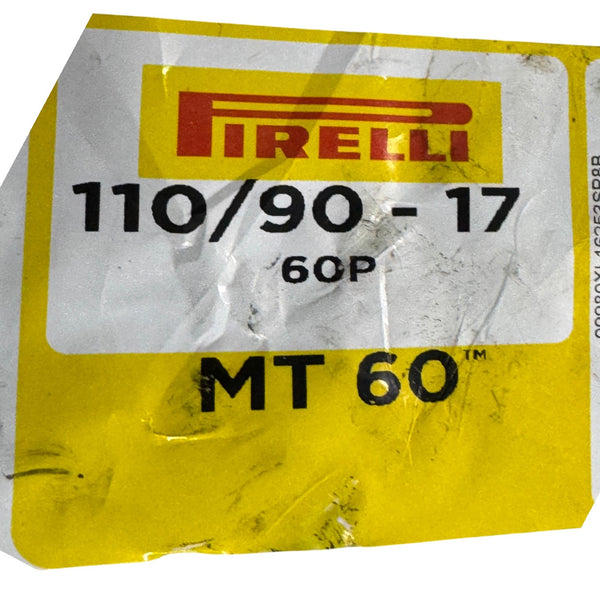 PIRELLI
110/90 - 17
60P
MT 60™